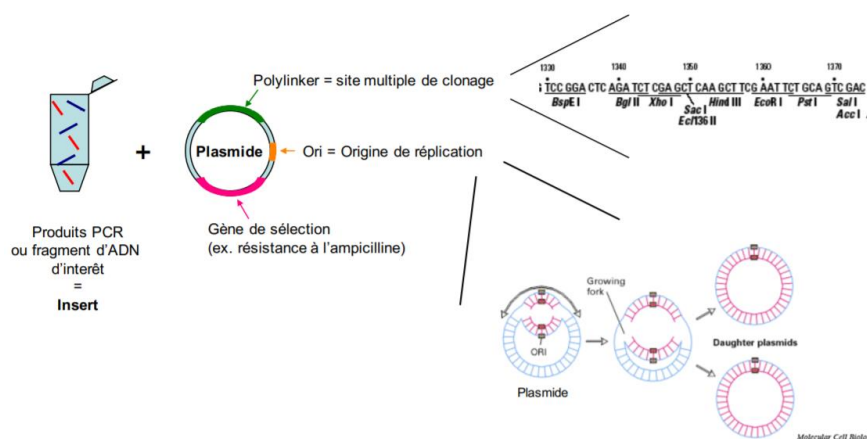 Polylinker = site multiple de clonage
Plasmide
Ori = Origine de réplication
Gène de sélection
(ex. résistance à l'ampicilline)
+
Produits PCR
ou fragment d'ADN
d'interêt
=
Insert
1330 1340 1350 1360 1370
G TCC GGA CTC AGA TCT CGA GCT CAA GCT TCG AAT TCT GCA GTC GAC
BspE I Bgl II Xho I Hind III EcoR I Pst I Sal I
Sac I Acc I
Ecl136 II
Growing
fork
ORI
Plasmide
Daughter plasmids
Molecular Cell Biolo